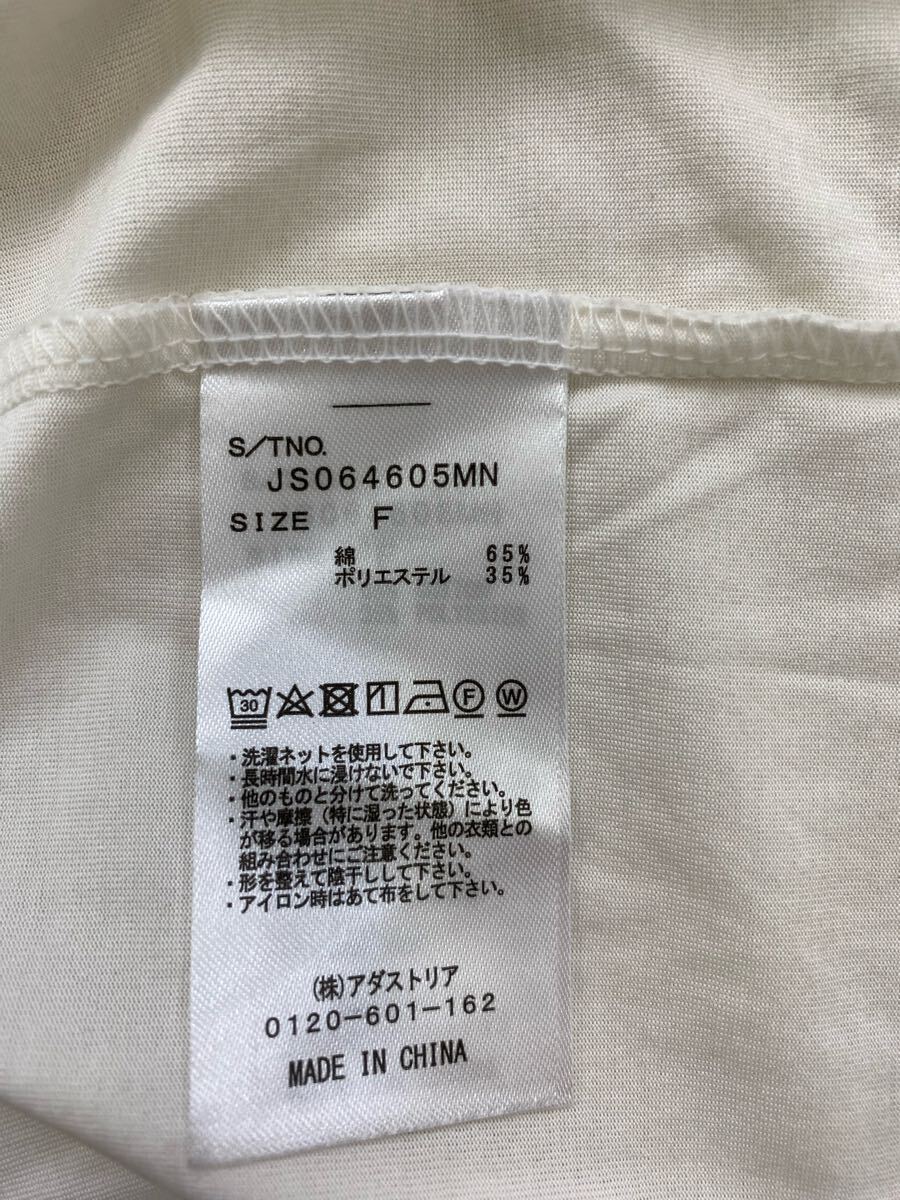 S/TNO.
JS064605MN
SIZE F
綿 65%
ポリエステル 35%
30 F W
・洗濯ネットを使用して下さい。
・長時間水に浸けないで下さい。
・他のものと分けて洗ってください。
・汗や摩擦（特に湿った状態）により色
が移る場合があります。他の衣類との
組み合わせにご注意ください。
・形を整えて陰干しして下さい。
・アイロン時はあて布をして下さい。
(株)アダストリア
0120-601-162
MADE IN CHINA